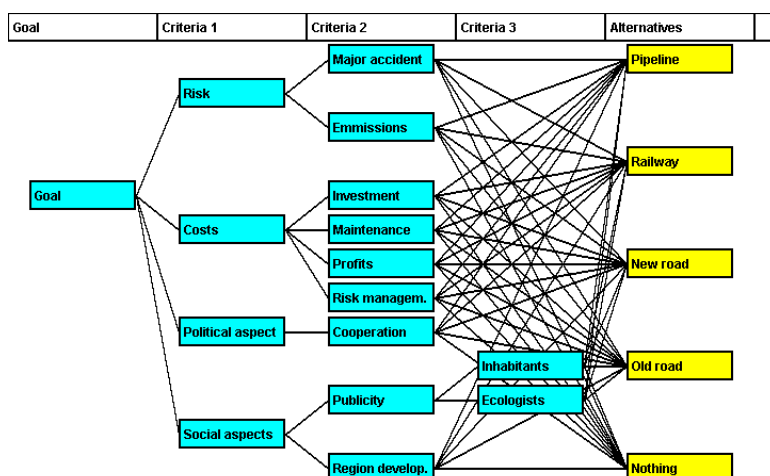 Goal
Criteria 1
Criteria 2
Criteria 3
Alternatives
Major accident
Pipeline
Risk
Emmissions
Railway
Goal
Investment
Costs
Maintenance
Profits
New road
Risk managem.
Political aspect
Cooperation
Inhabitants
Old road
Publicity
Ecologists
Social aspects
Region develop.
Nothing